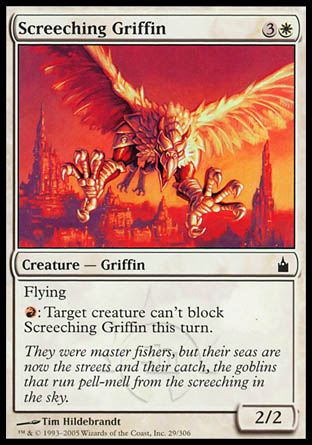 Screeching Griffin 3
Creature — Griffin
Flying
: Target creature can't block
Screeching Griffin this turn.
They were master fishers, but their seas are
now the streets and their catch, the goblins
that run pell-mell from the screeching in
the sky.
Tim Hildebrandt
™ & © 1993–2005 Wizards of the Coast, Inc. 29/306
2/2